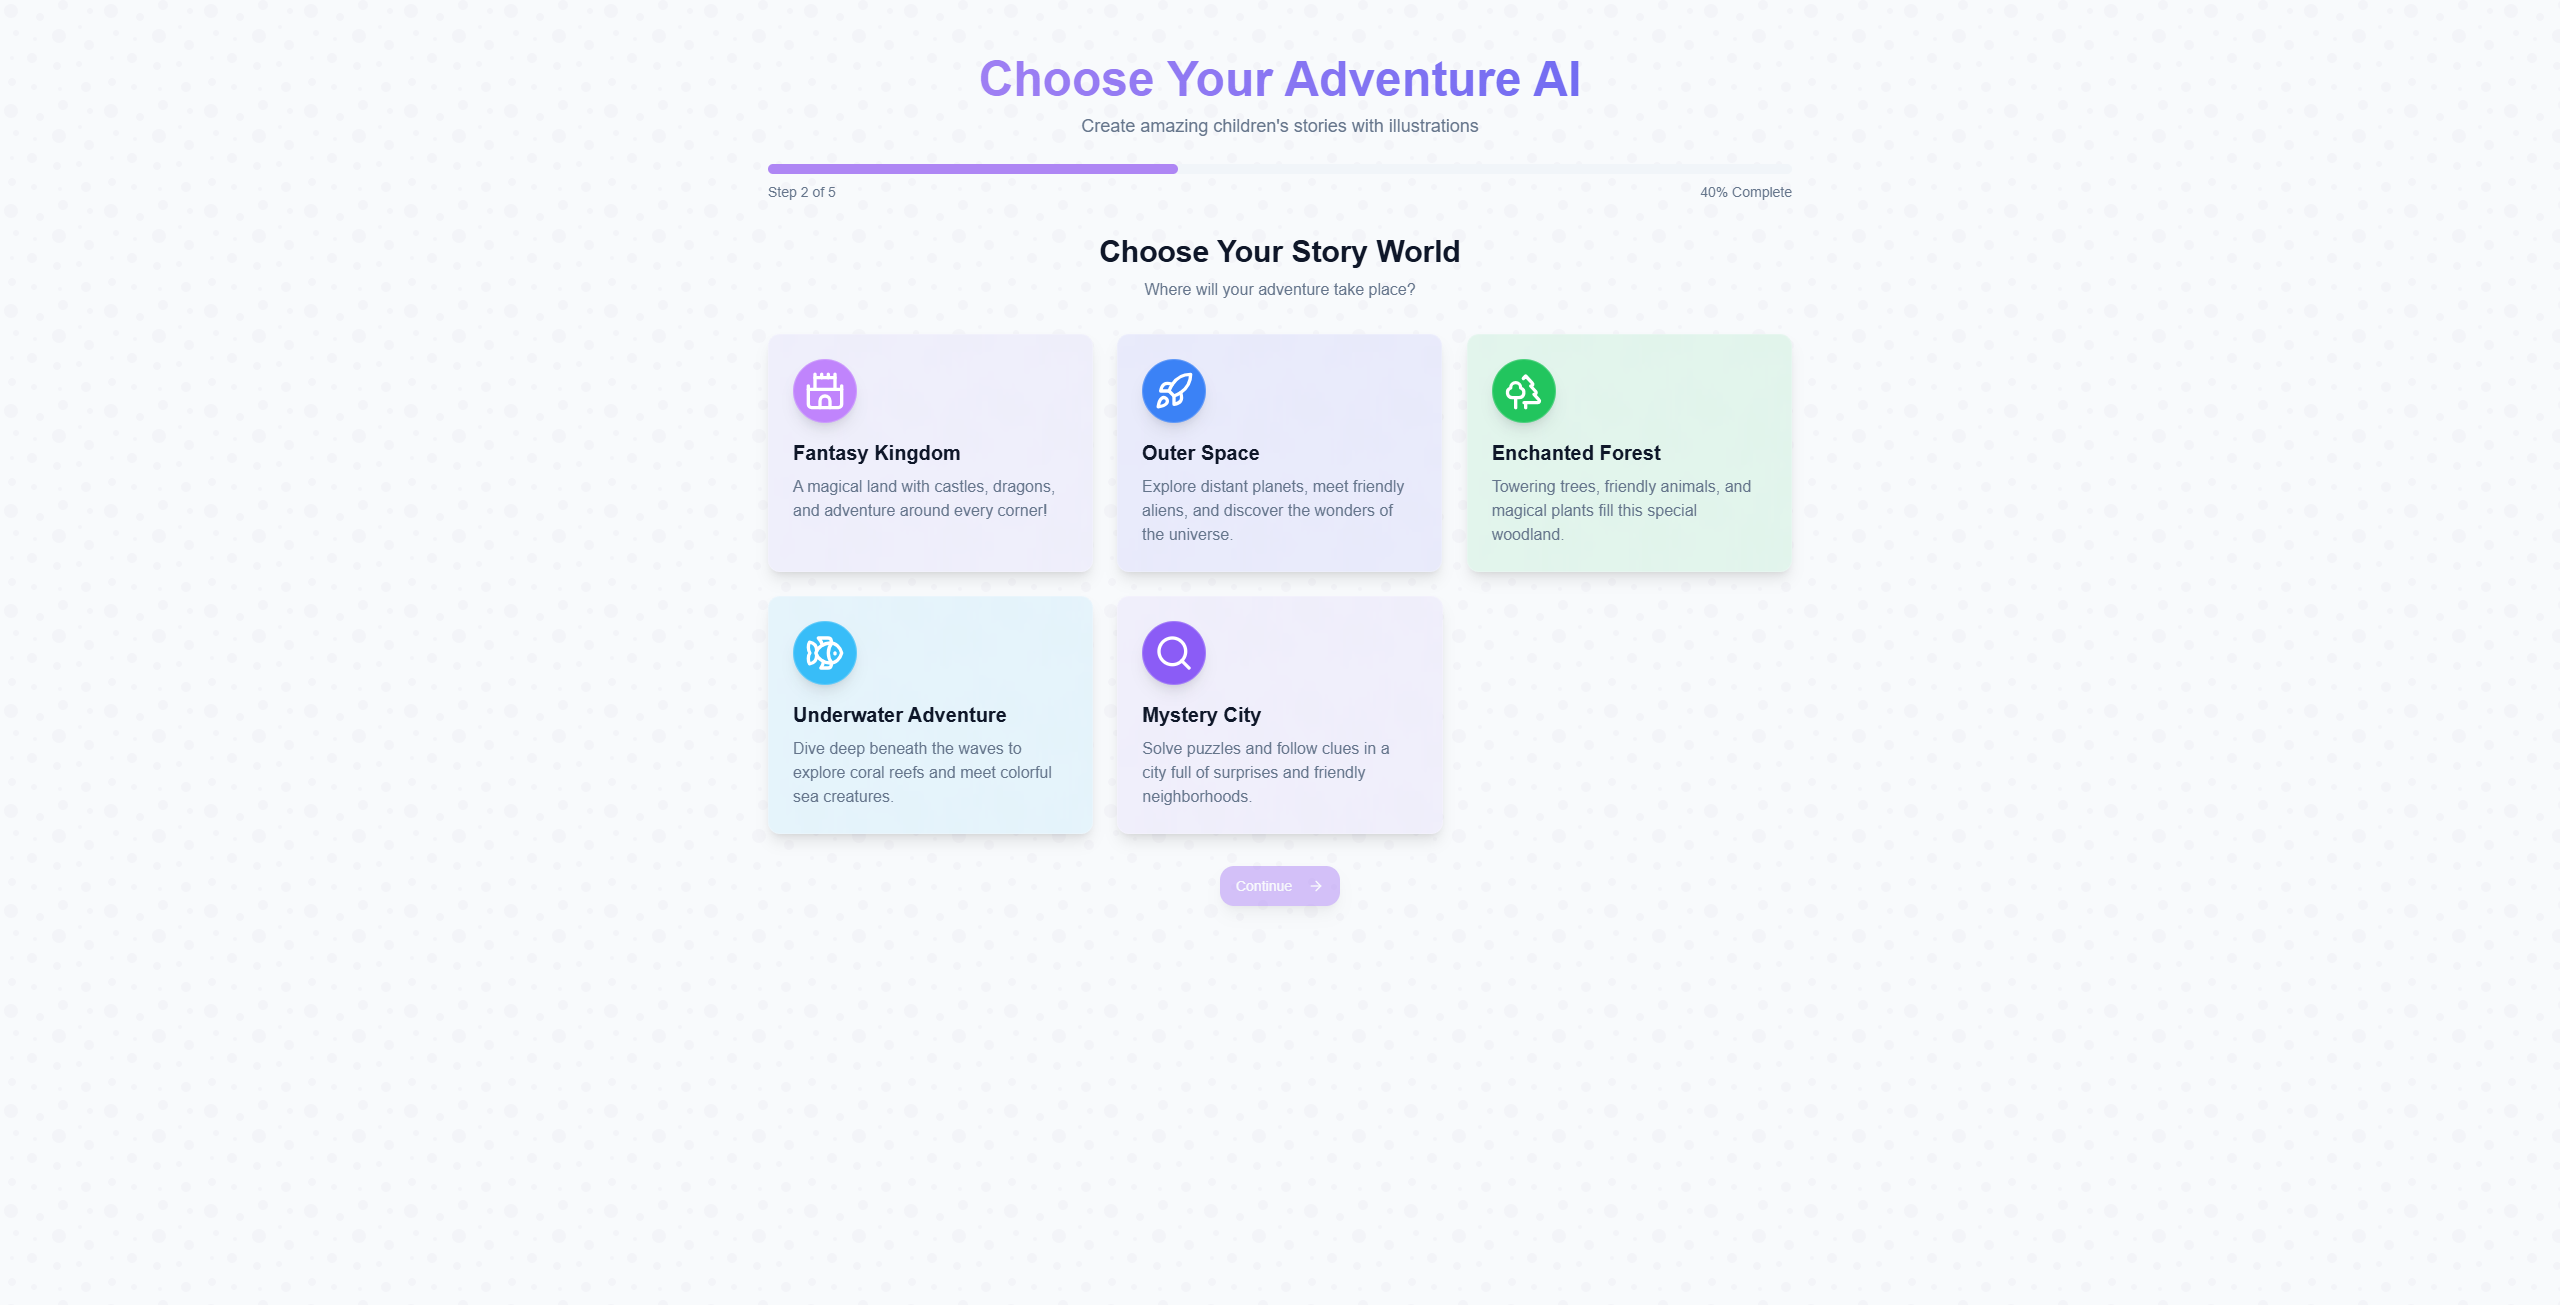 Choose Your Adventure AI
Create amazing children's stories with illustrations
Step 2 of 5
40% Complete
Choose Your Story World
Where will your adventure take place?
Fantasy Kingdom
A magical land with castles, dragons,
and adventure around every corner!
Outer Space
Explore distant planets, meet friendly
aliens, and discover the wonders of
the universe.
Enchanted Forest
Towering trees, friendly animals, and
magical plants fill this special
woodland.
Underwater Adventure
Dive deep beneath the waves to
explore coral reefs and meet colorful
sea creatures.
Mystery City
Solve puzzles and follow clues in a
city full of surprises and friendly
neighborhoods.
Continue